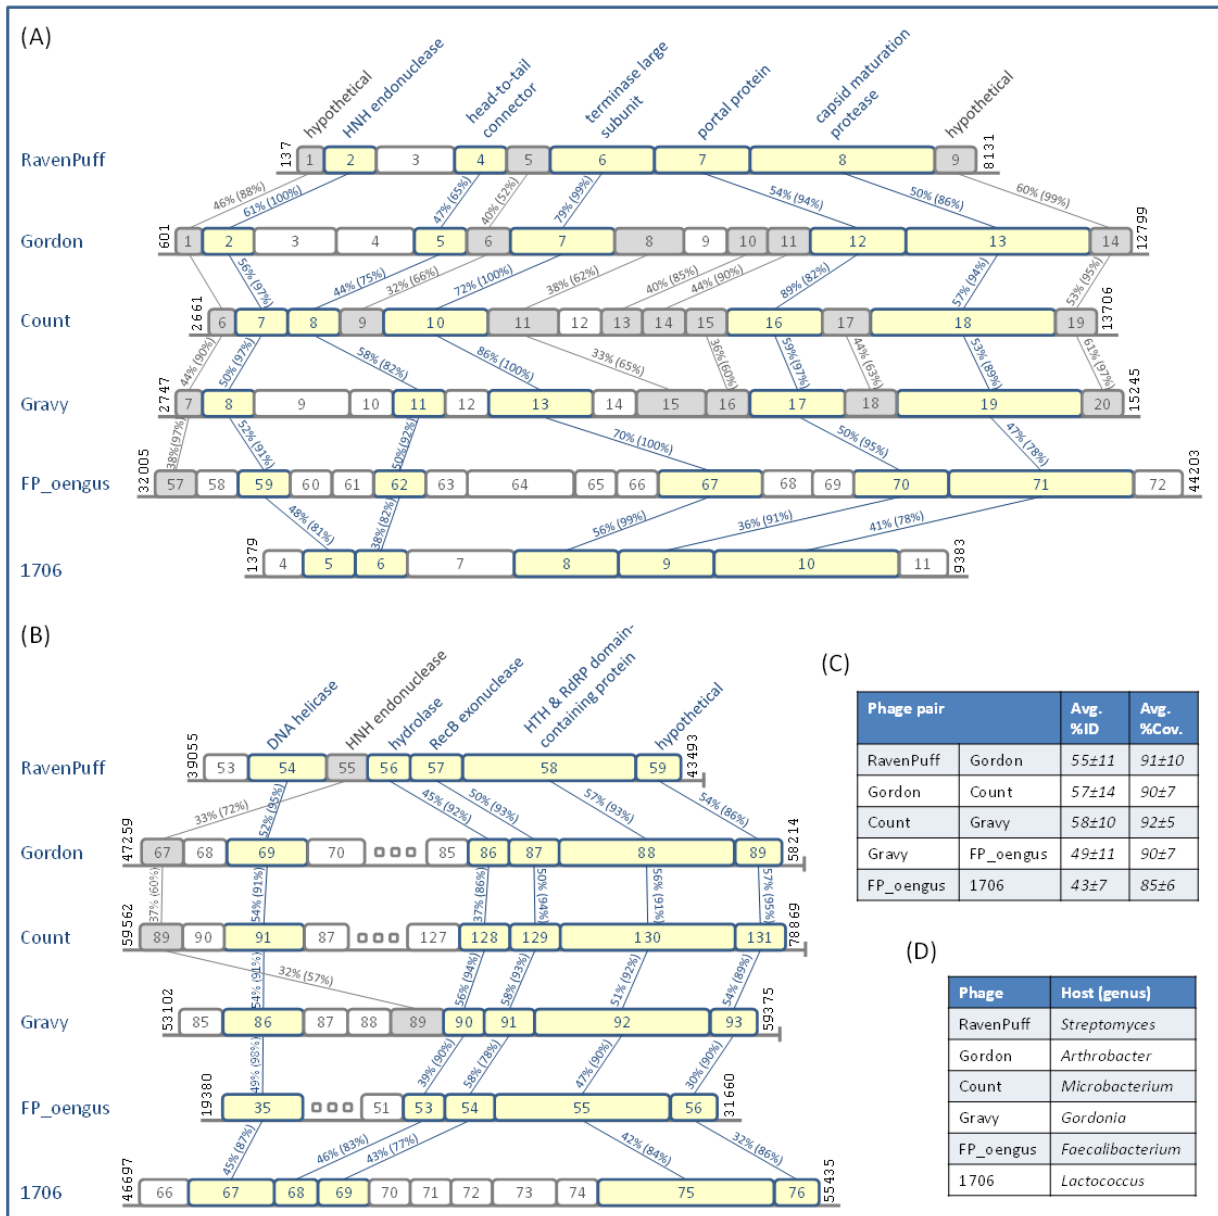 (A)
hypothetical
HNH endonuclease
head-to-tail
connector
terminase large
subunit
portal protein
capsid maturation
protease
hypothetical
RavenPuff
137
1 2 3 4 5 6 7 8 9
8131
46% (88%)
61% (100%)
47% (65%)
40% (52%)
79% (99%)
54% (94%)
50% (86%)
60% (99%)
Gordon
601
1 2 3 4 5 6 7 8 9 10 11 12 13 14
12799
56% (97%)
44% (75%)
32% (66%)
72% (100%)
38% (62%)
40% (85%)
44% (90%)
89% (82%)
57% (94%)
53% (95%)
Count
2661
6 7 8 9 10 11 12 13 14 15 16 17 18 19
13706
44% (90%)
50% (97%)
58% (82%)
86% (100%)
33% (65%)
36% (60%)
59% (97%)
44% (63%)
53% (89%)
61% (97%)
Gravy
2747
7 8 9 10 11 12 13 14 15 16 17 18 19 20
15245
38% (97%)
52% (91%)
50% (92%)
70% (100%)
50% (95%)
47% (78%)
FP_oengus
32005
57 58 59 60 61 62 63 64 65 66 67 68 69 70 71 72
44203
48% (81%)
38% (82%)
56% (99%)
36% (91%)
41% (78%)
1706
1379
4 5 6 7 8 9 10 11
9383
(B)
DNA helicase
HNH endonuclease
hydrolase
RecB exonuclease
HTH & RdRP domain-
containing protein
hypothetical
RavenPuff
39055
53 54 55 56 57 58 59
43493
33% (72%)
52% (95%)
45% (92%)
50% (93%)
57% (93%)
54% (86%)
Gordon
47259
67 68 69 70 85 86 87 88 89
58214
37% (60%)
54% (91%)
37% (86%)
50% (94%)
56% (91%)
57% (95%)
Count
59562
89 90 91 87 127 128 129 130 131
78869
54% (91%)
32% (57%)
56% (94%)
58% (93%)
51% (92%)
54% (89%)
Gravy
53102
85 86 87 88 89 90 91 92 93
59375
49% (98%)
39% (90%)
58% (78%)
47% (90%)
30% (90%)
FP_oengus
19380
35 51 53 54 55 56
31660
45% (87%)
46% (83%)
43% (77%)
42% (84%)
32% (86%)
1706
46697
66 67 68 69 70 71 72 73 74 75 76
55435
(C)
Phage pair Avg. %ID Avg. %Cov.
RavenPuff Gordon 55±11 91±10
Gordon Count 57±14 90±7
Count Gravy 58±10 92±5
Gravy FP_oengus 49±11 90±7
FP_oengus 1706 43±7 85±6
(D)
Phage Host (genus)
RavenPuff Streptomyces
Gordon Arthrobacter
Count Microbacterium
Gravy Gordonia
FP_oengus Faecalibacterium
1706 Lactococcus